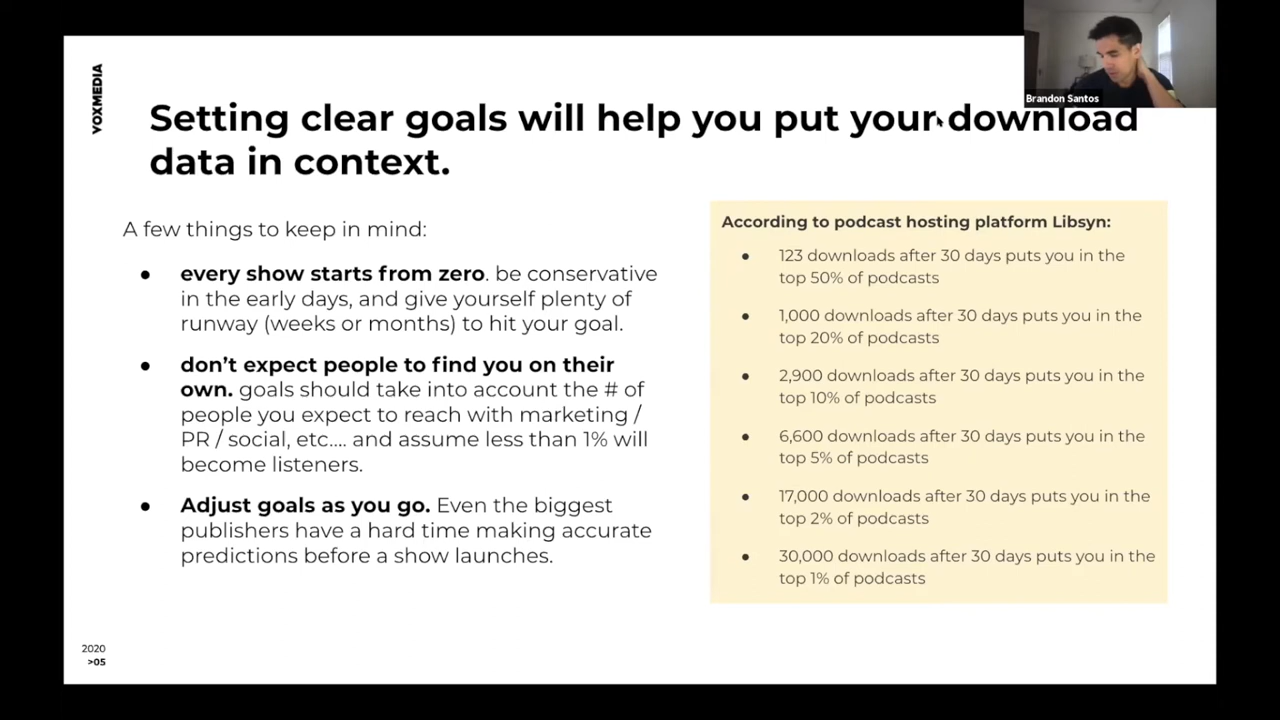 VOXMEDIA
Brandon Santos
Setting clear goals will help you put your download
data in context.
A few things to keep in mind:
● every show starts from zero. be conservative
in the early days, and give yourself plenty of
runway (weeks or months) to hit your goal.
● don’t expect people to find you on their
own. goals should take into account the # of
people you expect to reach with marketing /
PR / social, etc.... and assume less than 1% will
become listeners.
● Adjust goals as you go. Even the biggest
publishers have a hard time making accurate
predictions before a show launches.
According to podcast hosting platform Libsyn:
● 123 downloads after 30 days puts you in the
top 50% of podcasts
● 1,000 downloads after 30 days puts you in the
top 20% of podcasts
● 2,900 downloads after 30 days puts you in the
top 10% of podcasts
● 6,600 downloads after 30 days puts you in the
top 5% of podcasts
● 17,000 downloads after 30 days puts you in the
top 2% of podcasts
● 30,000 downloads after 30 days puts you in the
top 1% of podcasts
2020
>05